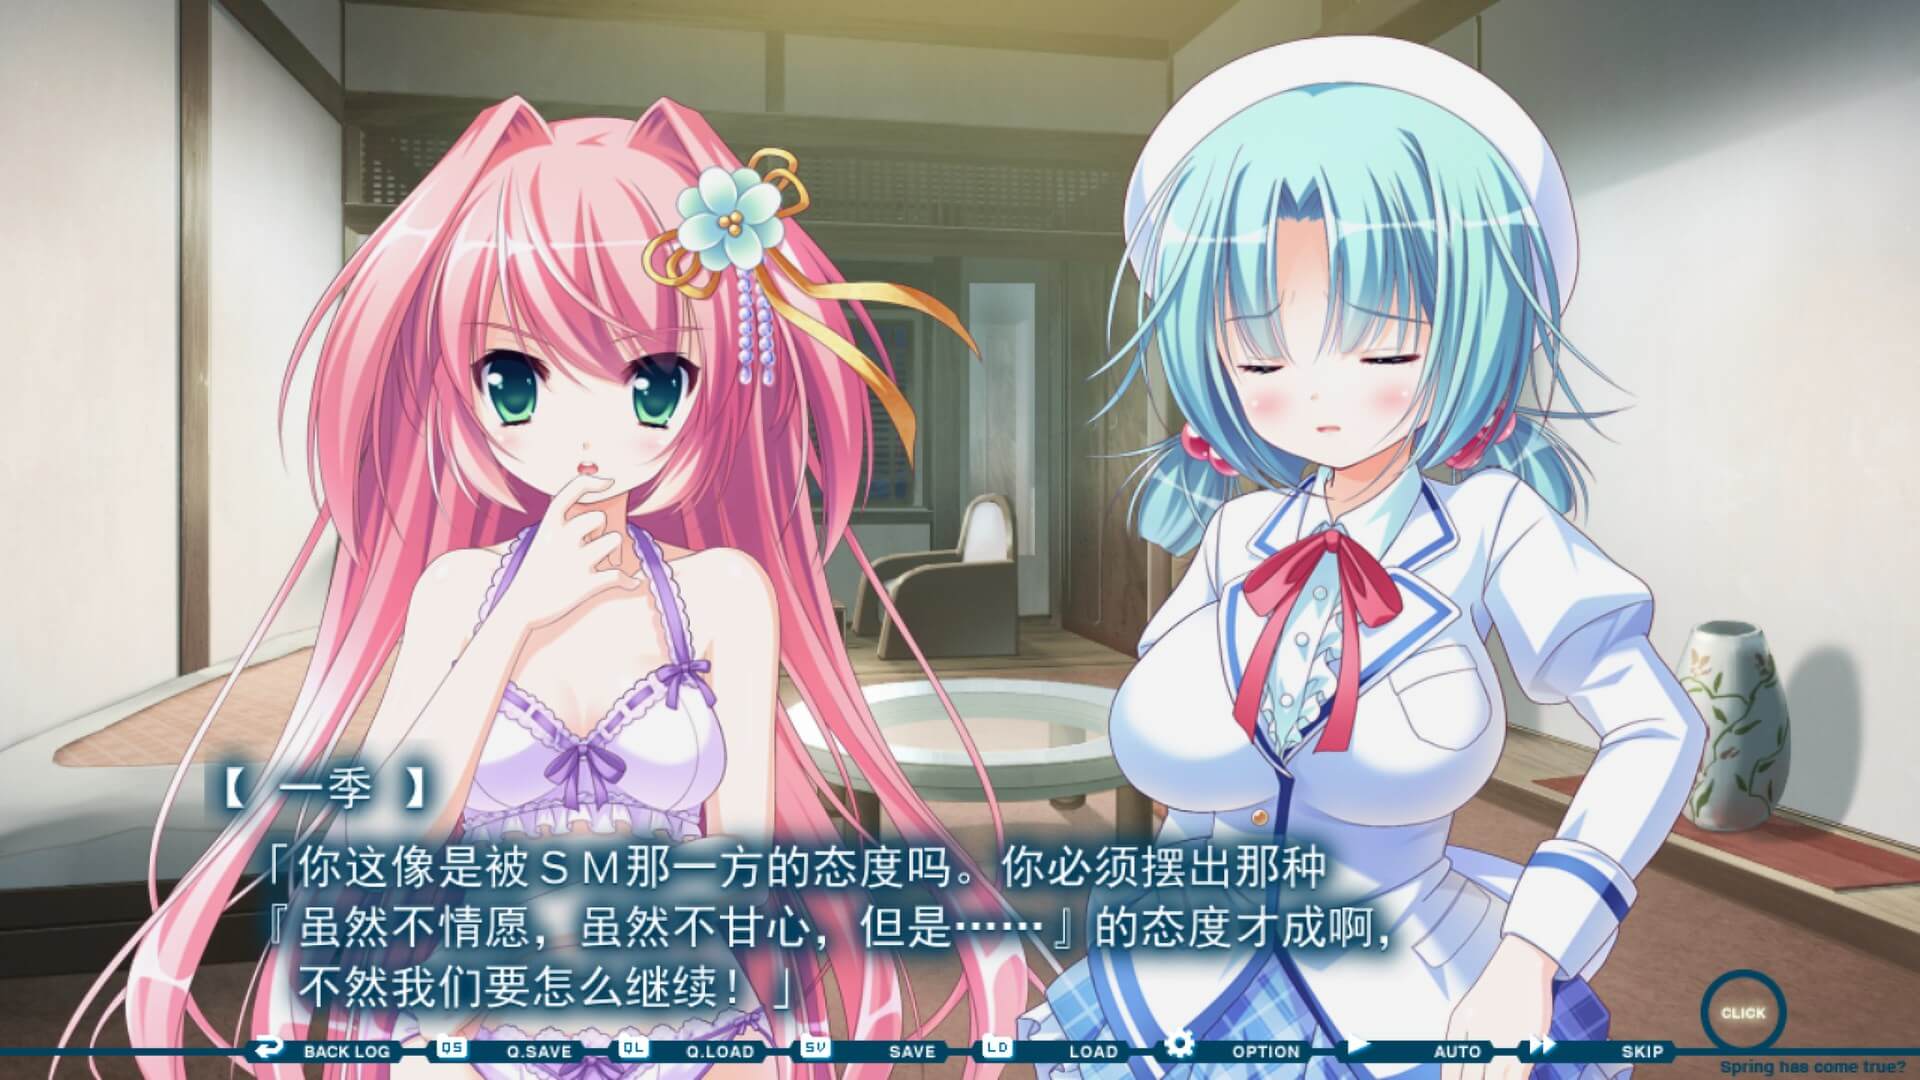 【 一季 】
「你这像是被ＳＭ那一方的态度吗。你必须摆出那种
『虽然不情愿，虽然不甘心，但是……』的态度才成啊，
不然我们要怎么继续！」
BACK LOG QS Q.SAVE QL Q.LOAD SV SAVE LD LOAD OPTION AUTO SKIP
CLICK
Spring has come true?